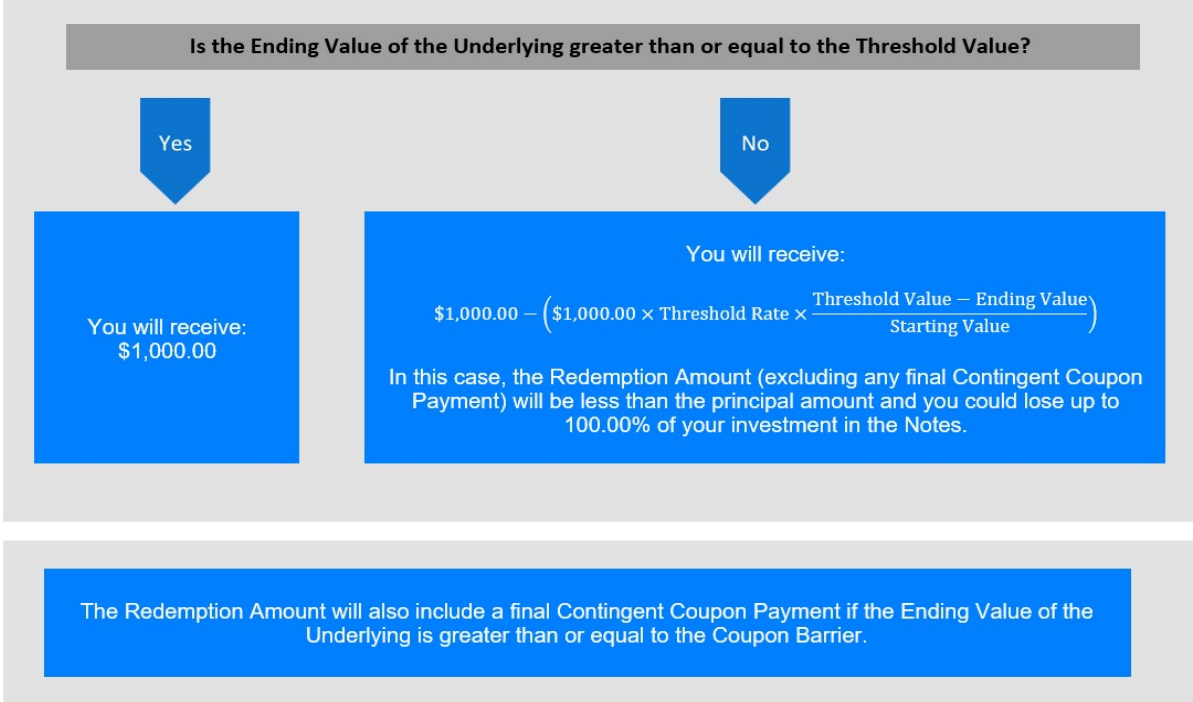 Is the Ending Value of the Underlying greater than or equal to the Threshold Value?
Yes
No
You will receive:
$1,000.00
You will receive:
$1,000.00 − ($1,000.00 × Threshold Rate × (Threshold Value − Ending Value) / Starting Value)
In this case, the Redemption Amount (excluding any final Contingent Coupon
Payment) will be less than the principal amount and you could lose up to
100.00% of your investment in the Notes.
The Redemption Amount will also include a final Contingent Coupon Payment if the Ending Value of the
Underlying is greater than or equal to the Coupon Barrier.